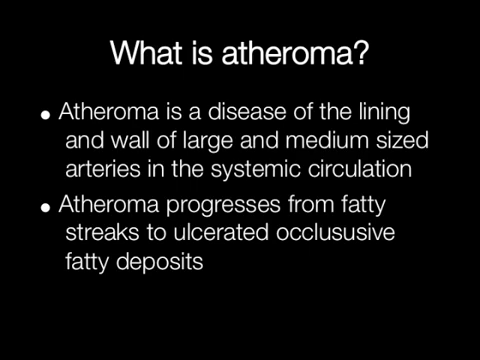 What is atheroma?
• Atheroma is a disease of the lining
and wall of large and medium sized
arteries in the systemic circulation
• Atheroma progresses from fatty
streaks to ulcerated occlususive
fatty deposits